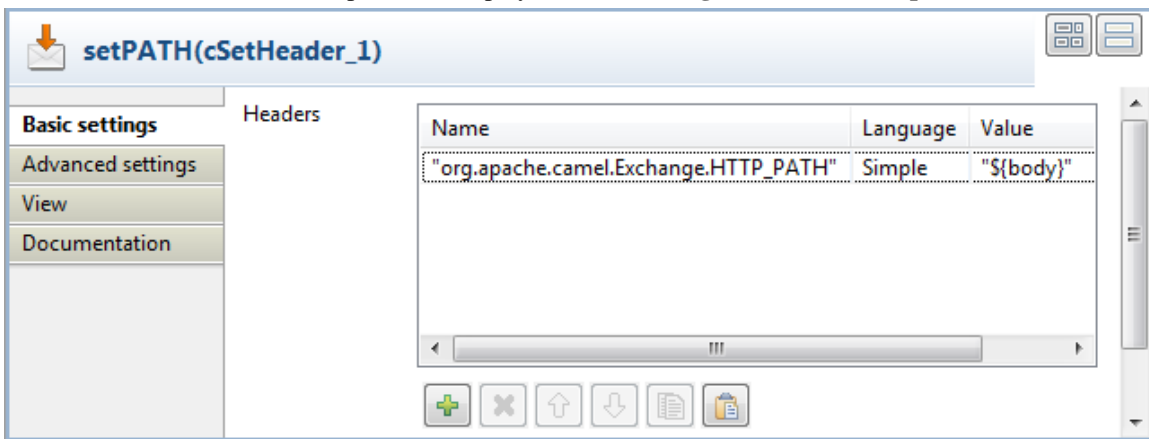 setPATH(cSetHeader_1)
Basic settings
Advanced settings
View
Documentation
Headers
Name Language Value
"org.apache.camel.Exchange.HTTP_PATH" Simple "${body}"